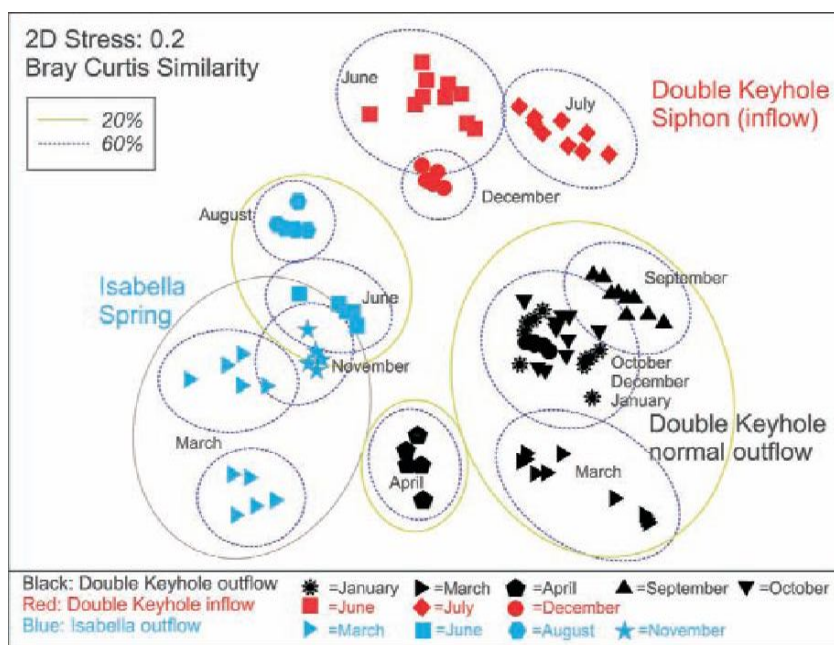 2D Stress: 0.2
Bray Curtis Similarity
20%
60%
June
July
Double Keyhole
Siphon (inflow)
December
August
June
Isabella
Spring
November
March
September
October
December
January
Double Keyhole
normal outflow
March
April
Black: Double Keyhole outflow =January =March =April =September =October
Red: Double Keyhole inflow =June =July =December
Blue: Isabella outflow =March =June =August =November